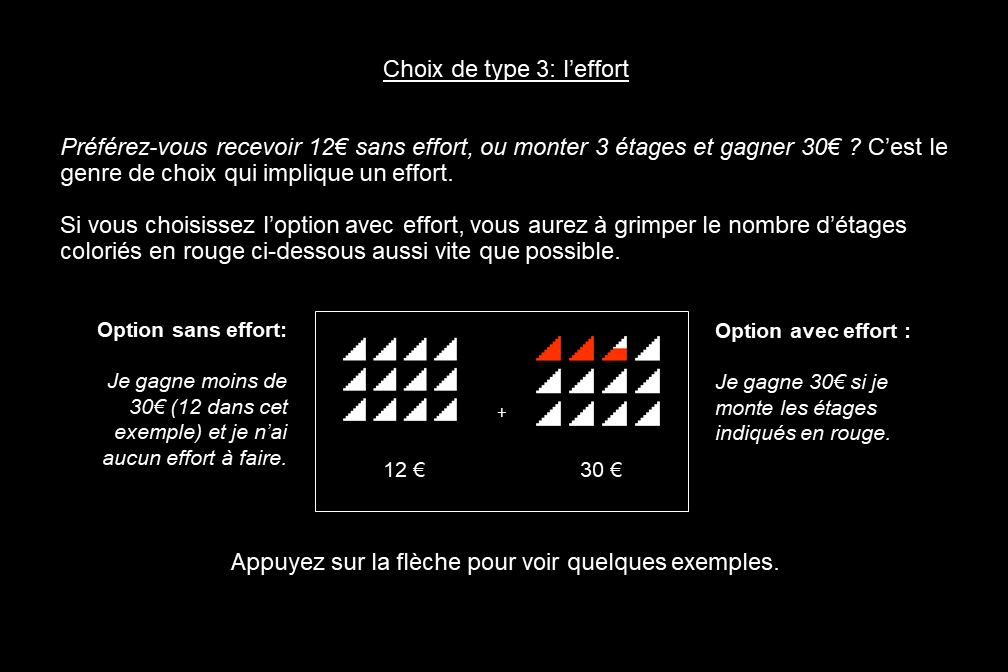 Choix de type 3: l’effort
Préférez-vous recevoir 12€ sans effort, ou monter 3 étages et gagner 30€ ? C’est le
genre de choix qui implique un effort.
Si vous choisissez l’option avec effort, vous aurez à grimper le nombre d’étages
coloriés en rouge ci-dessous aussi vite que possible.
Option sans effort:
Je gagne moins de
30€ (12 dans cet
exemple) et je n’ai
aucun effort à faire.
+
12 €
30 €
Option avec effort :
Je gagne 30€ si je
monte les étages
indiqués en rouge.
Appuyez sur la flèche pour voir quelques exemples.